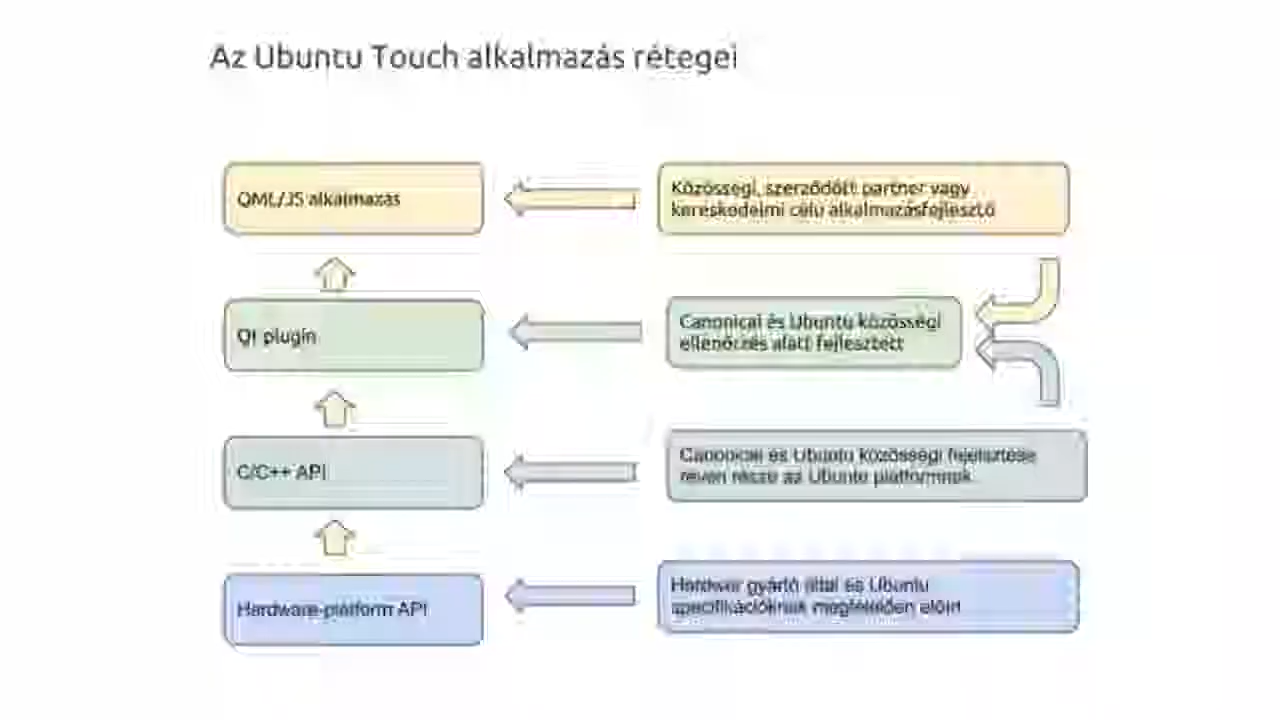 Az Ubuntu Touch alkalmazás rétegei
QML/JS alkalmazás
Közösségi, szerződött partner vagy
kereskedelmi célú alkalmazásfejlesztő
Qt plugin
Canonical és Ubuntu közösségi
ellenőrzés alatt fejlesztett
C/C++ API
Canonical és Ubuntu közösségi fejlesztése
révén része az Ubuntu platformnak
Hardware-platform API
Hardwer gyártó által és Ubuntu
specifikációknak megfelelően előírt